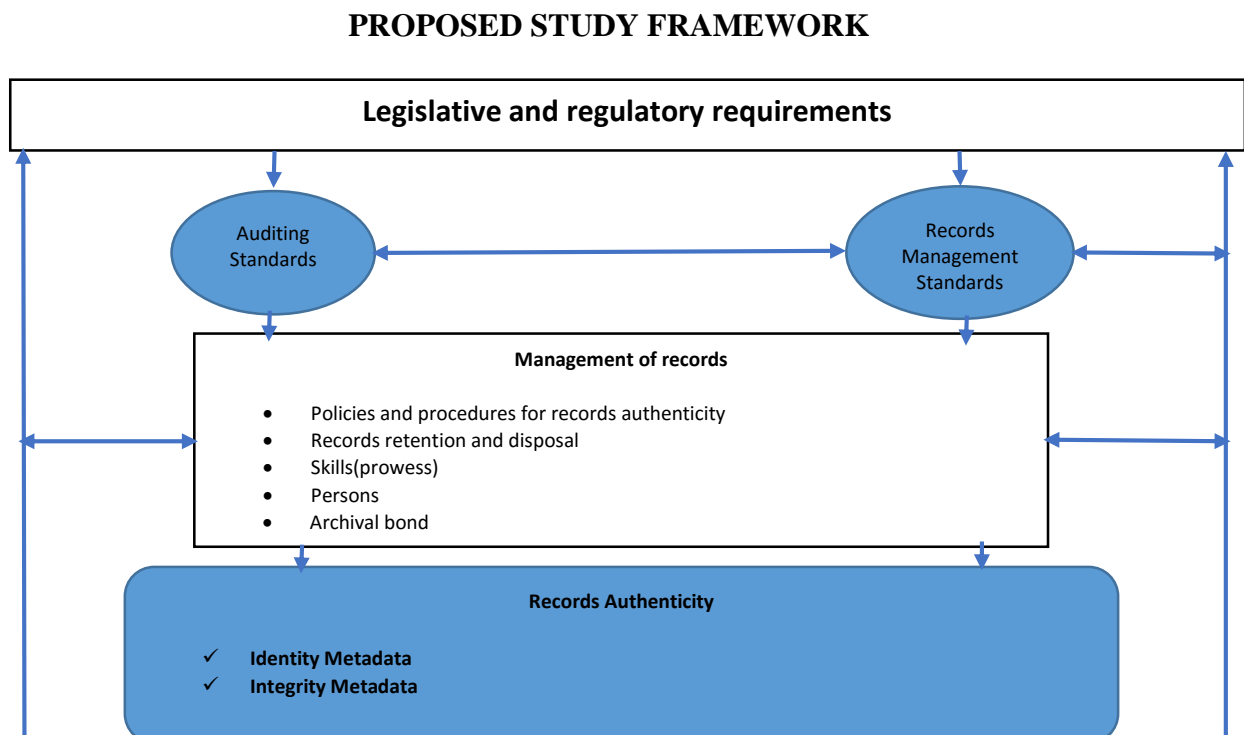 PROPOSED STUDY FRAMEWORK
Legislative and regulatory requirements
Auditing
Standards
Records
Management
Standards
Management of records
• Policies and procedures for records authenticity
• Records retention and disposal
• Skills(prowess)
• Persons
• Archival bond
Records Authenticity
✓ Identity Metadata
✓ Integrity Metadata